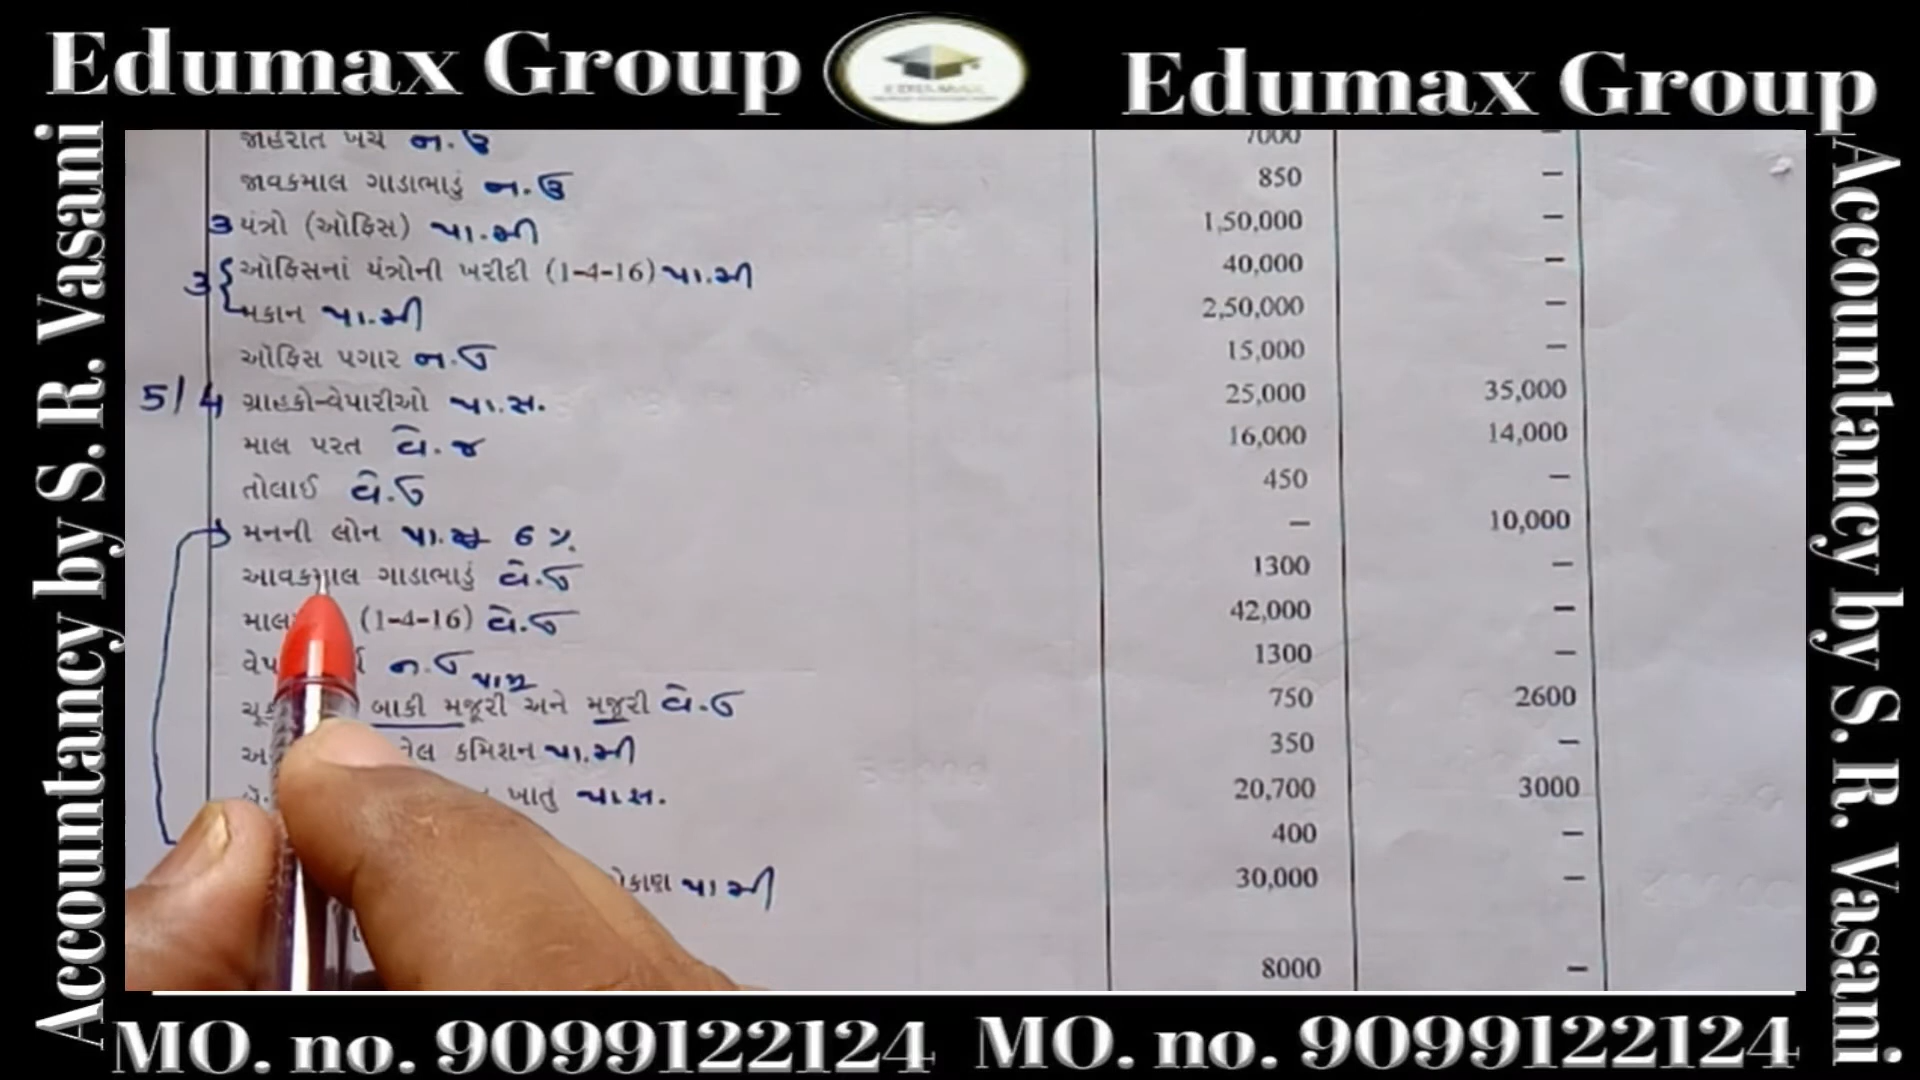 Edumax Group Edumax Group
Accountancy by S. R. Vasani
જાહેરાત ખર્ચ ન.ઉ 7000 –
જાવકમાલ ગાડાભાડું ન.ઉ 850 –
3 યંત્રો (ઑફિસ) પા.મી 1,50,000 –
3 { ઑફિસનાં યંત્રોની ખરીદી (1-4-16) પા.મી 40,000 –
મકાન પા.મી 2,50,000 –
ઑફિસ પગાર ન.ઉ 15,000 –
5/4 ગ્રાહકો-વેપારીઓ પા.સ. 25,000 35,000
માલ પરત વે.જ 16,000 14,000
તોલાઈ વે.ઉ 450 –
મનની લોન 6 %. – 10,000
આવકમાલ ગાડાભાડું વે.ઉ 1300 –
(1-4-16) વે.ઉ 42,000 –
ન.ઉ 1300 –
બાકી મજૂરી અને મજૂરી વે.ઉ 750 2600
કમિશન પા.મી 350 –
ખાતું પાસ. 20,700 3000
400 –
પામી 30,000 –
8000 –
Accountancy by S. R. Vasani
MO. no. 9099122124 MO. no. 9099122124